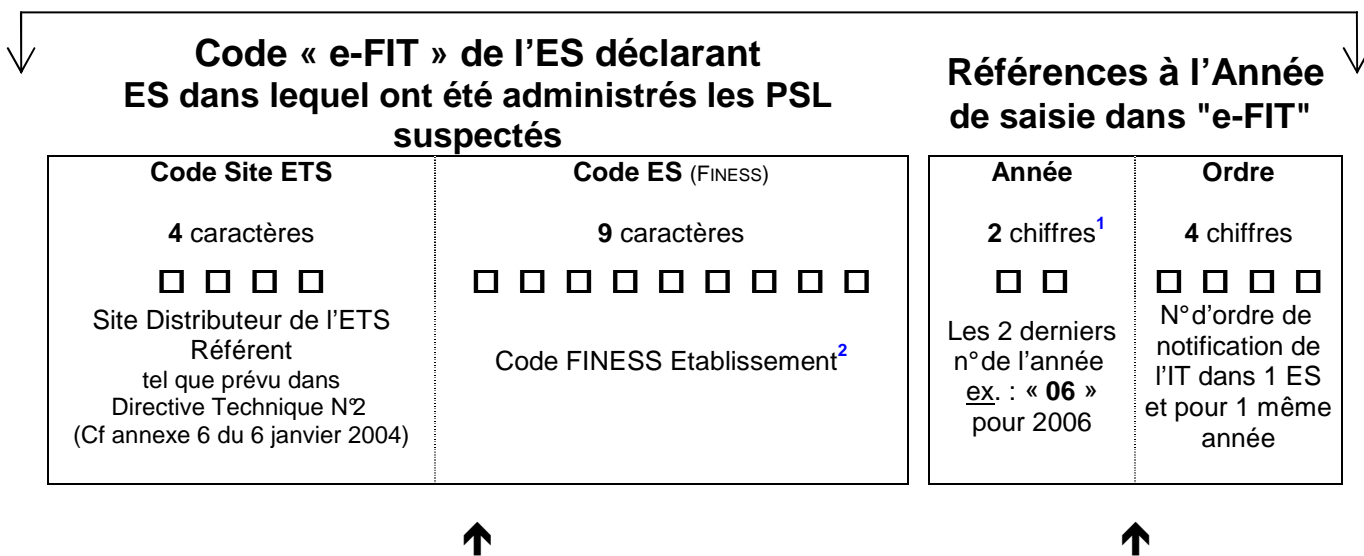 Code « e-FIT » de l'ES déclarant
ES dans lequel ont été administrés les PSL
suspectés
Références à l'Année
de saisie dans "e-FIT"
Code Site ETS
4 caractères
Site Distributeur de l'ETS
Référent
tel que prévu dans
Directive Technique N°2
(Cf annexe 6 du 6 janvier 2004)
Code ES (FINESS)
9 caractères
Code FINESS Etablissement2
Année
2 chiffres1
Les 2 derniers
n° de l'année
ex. : « 06 »
pour 2006
Ordre
4 chiffres
N° d'ordre de
notification de
l'IT dans 1 ES
et pour 1 même
année